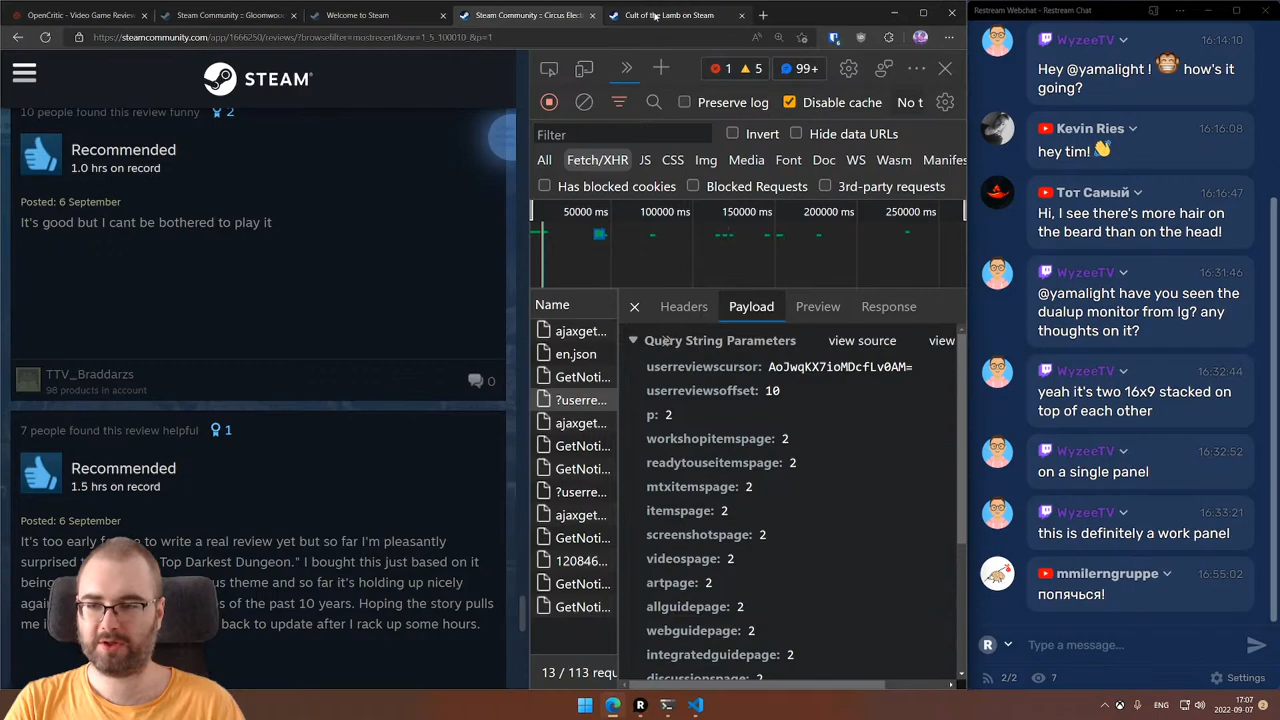 OpenCritic - Video Game Revie
Steam Community :: Gloomwoo
Welcome to Steam
Steam Community :: Circus Elect
Cult of the Lamb on Steam
https://steamcommunity.com/app/1666250/reviews/?browsefilter=mostrecent&snr=1_5_100010_&p=1
STEAM®
10 people found this review funny 2
Recommended
1.0 hrs on record
Posted: 6 September
It's good but I cant be bothered to play it
TTV_Braddarzs
98 products in account
0
7 people found this review helpful 1
Recommended
1.5 hrs on record
Posted: 6 September
It's too early to write a real review yet but so far I'm pleasantly
surprised Top Darkest Dungeon." I bought this just based on it
being us theme and so far it's holding up nicely
again s of the past 10 years. Hoping the story pulls
me i back to update after I rack up some hours.
1 5 99+
Preserve log Disable cache No t
Filter Invert Hide data URLs
All Fetch/XHR JS CSS Img Media Font Doc WS Wasm Manifes
Has blocked cookies Blocked Requests 3rd-party requests
50000 ms 100000 ms 150000 ms 200000 ms 250000 ms
Name
ajaxget...
en.json
GetNoti...
?userre...
ajaxget...
GetNoti...
GetNoti...
?userre...
ajaxget...
GetNoti...
120846...
GetNoti...
GetNoti...
13 / 113 requ
Headers Payload Preview Response
Query String Parameters view source view
userreviewscursor: AoJwqKX7ioMDcfLv0AM=
userreviewsoffset: 10
p: 2
workshopitemspage: 2
readytouseitemspage: 2
mtxitemspage: 2
itemspage: 2
screenshotspage: 2
videospage: 2
artpage: 2
allguidepage: 2
webguidepage: 2
integratedguidepage: 2
discussionspage: 2
Restream Webchat - Restream Chat
WyzeeTV 16:14:10
Hey @yamalight ! how's it
going?
Kevin Ries 16:16:08
hey tim!
Тот Самый 16:16:47
Hi, I see there's more hair on
the beard than on the head!
WyzeeTV 16:31:46
@yamalight have you seen the
dualup monitor from lg? any
thoughts on it?
WyzeeTV 16:32:44
yeah it's two 16x9 stacked on
top of each other
WyzeeTV 16:32:52
on a single panel
WyzeeTV 16:33:21
this is definitely a work panel
mmilerngruppe 16:55:02
попячься!
R Type a message...
2/2 7 Settings
R
ENG 17:07
2022-09-07
2